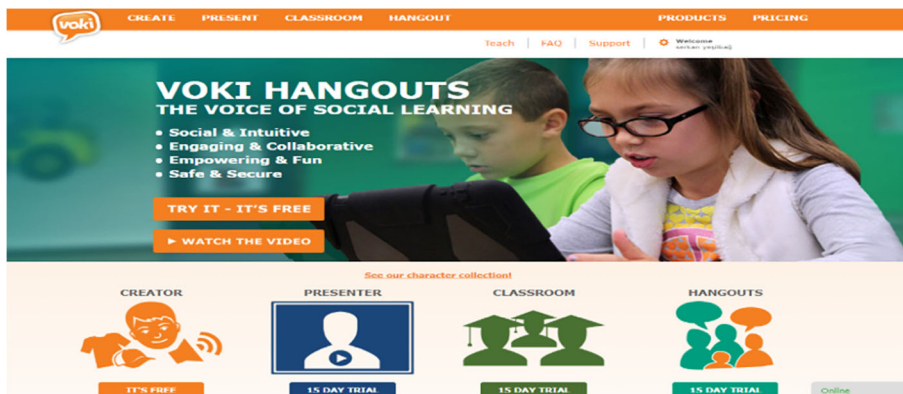 voki
CREATE PRESENT CLASSROOM HANGOUT PRODUCTS PRICING
Teach FAQ Support Welcome
serkan
VOKI HANGOUTS
THE VOICE OF SOCIAL LEARNING
• Social & Intuitive
• Engaging & Collaborative
• Empowering & Fun
• Safe & Secure
TRY IT - IT'S FREE
WATCH THE VIDEO
See our character collection!
CREATOR PRESENTER CLASSROOM HANGOUTS
IT'S FREE 15 DAY TRIAL 15 DAY TRIAL 15 DAY TRIAL Online